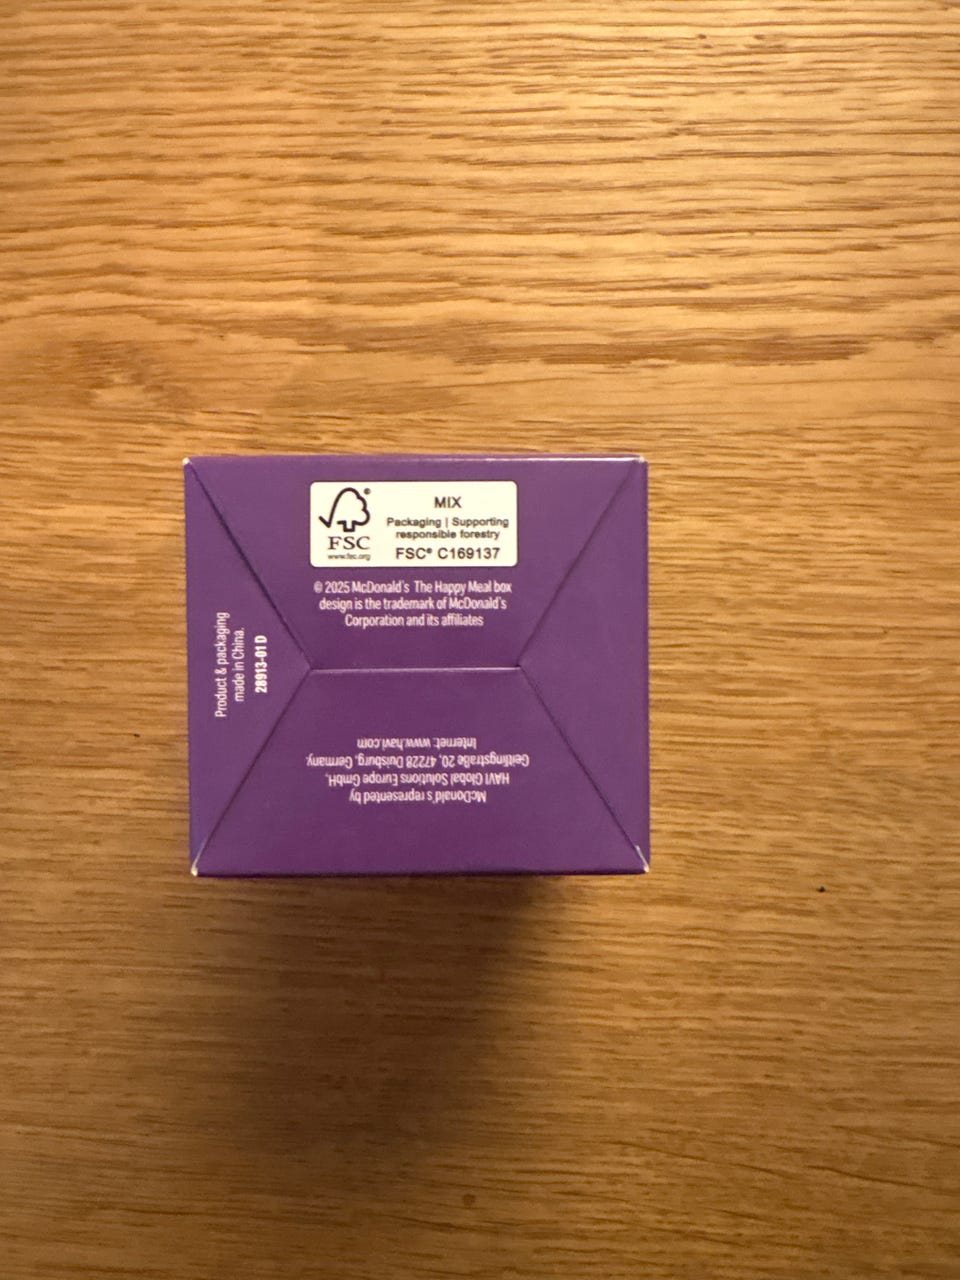 MIX
Packaging | Supporting
responsible forestry
FSC® C169137
®
FSC
www.fsc.org
© 2025 McDonald's The Happy Meal box
design is the trademark of McDonald's
Corporation and its affiliates
Product & packaging
made in China.
28913-01 D
McDonald's represented by
HAVI Global Solutions Europe GmbH,
Geitlingstraße 20, 47228 Duisburg, Germany.
Internet: www.havi.com